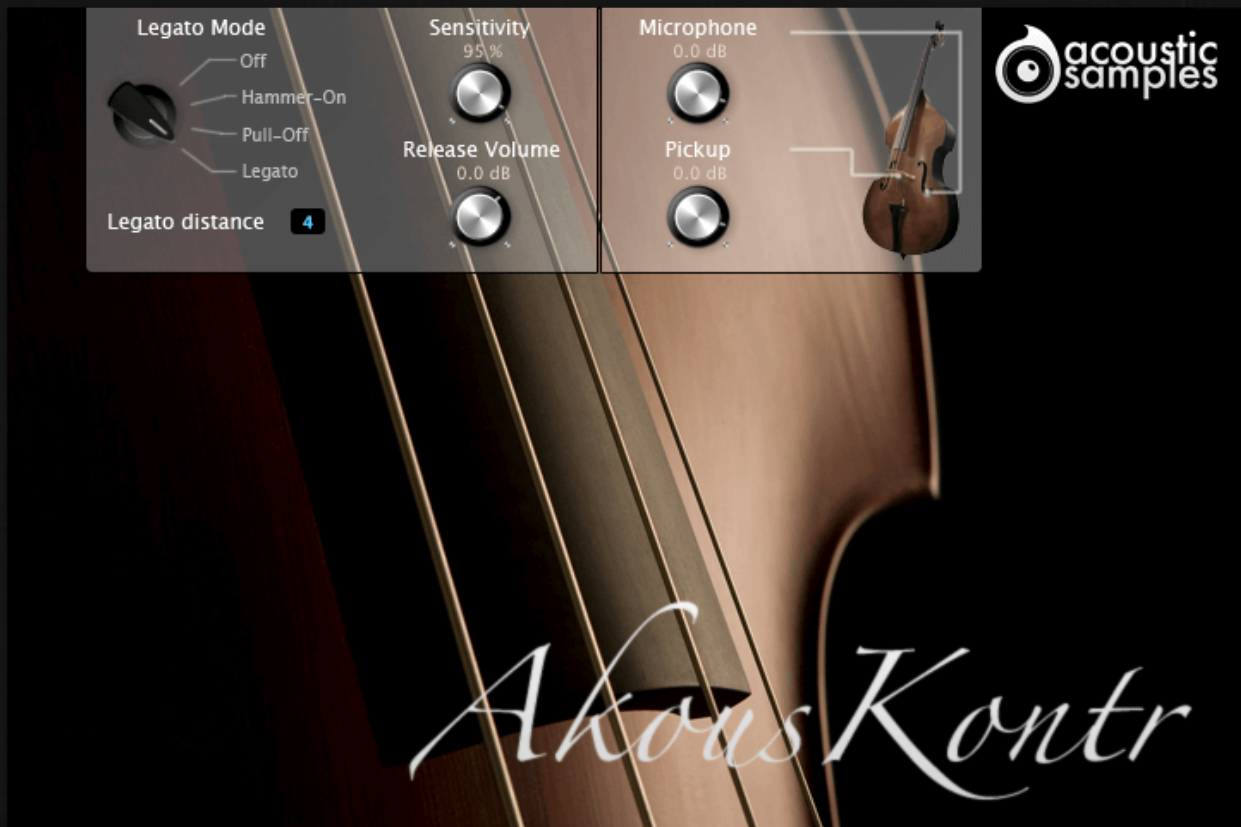 Legato Mode
Off
Hammer-On
Pull-Off
Legato
Legato distance 4
Sensitivity
95 %
Release Volume
0.0 dB
Microphone
0.0 dB
Pickup
0.0 dB
acoustic
samples
AkousKontr